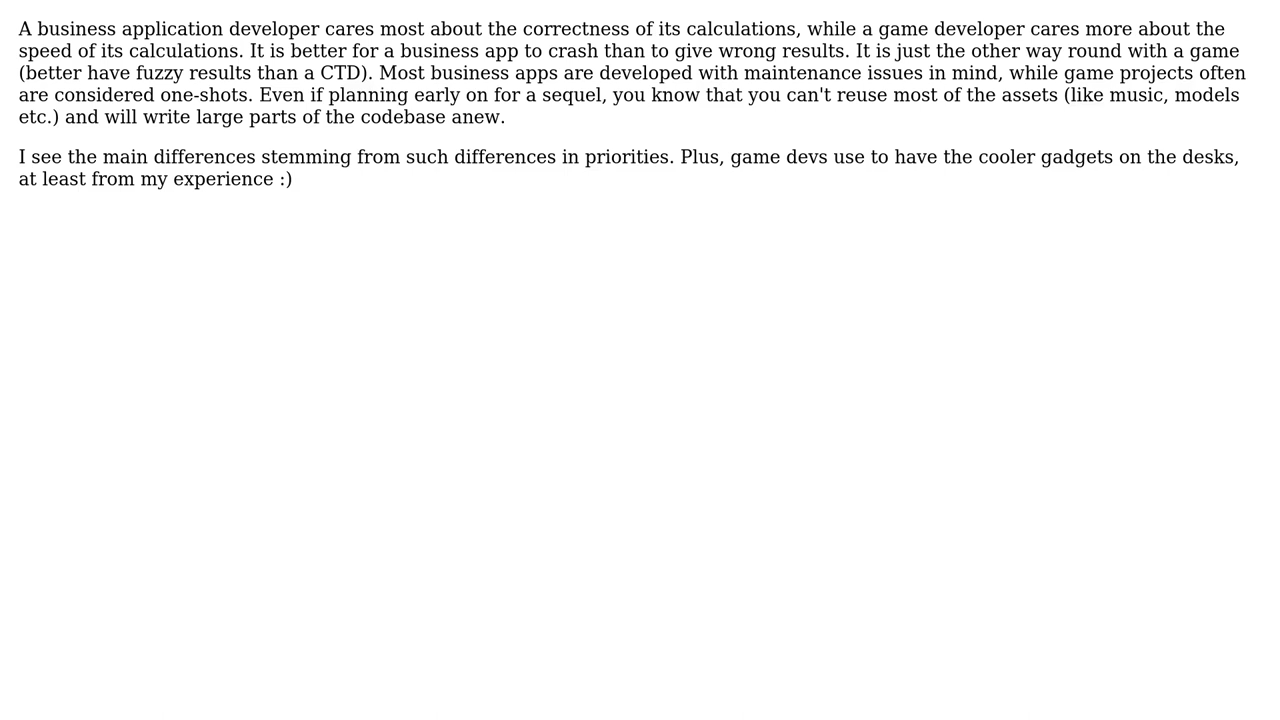 A business application developer cares most about the correctness of its calculations, while a game developer cares more about the
speed of its calculations. It is better for a business app to crash than to give wrong results. It is just the other way round with a game
(better have fuzzy results than a CTD). Most business apps are developed with maintenance issues in mind, while game projects often
are considered one-shots. Even if planning early on for a sequel, you know that you can't reuse most of the assets (like music, models
etc.) and will write large parts of the codebase anew.
I see the main differences stemming from such differences in priorities. Plus, game devs use to have the cooler gadgets on the desks,
at least from my experience :)